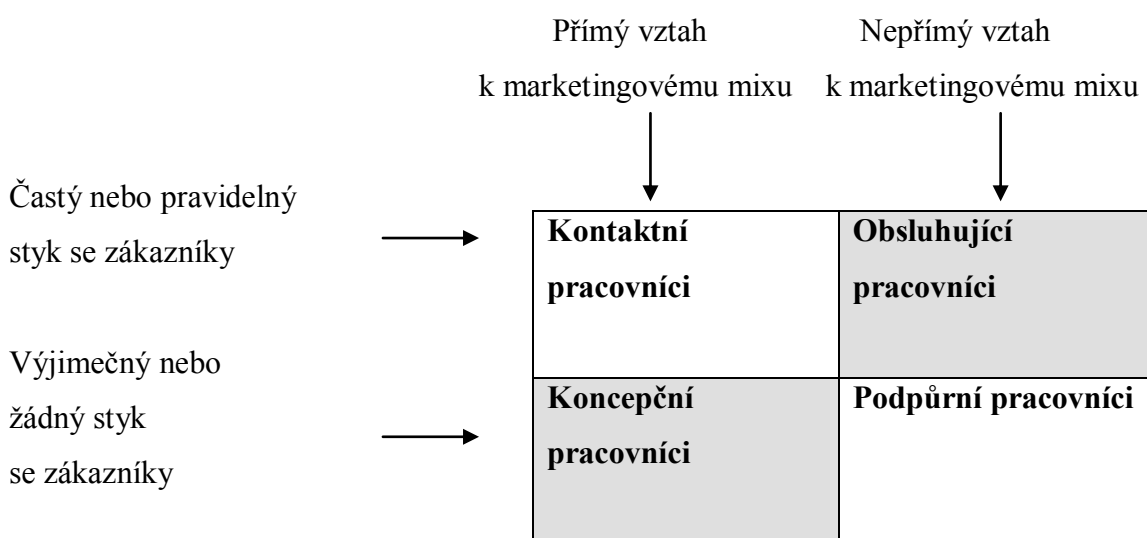 Přímý vztah
k marketingovému mixu
Nepřímý vztah
k marketingovému mixu
Častý nebo pravidelný
styk se zákazníky
Kontaktní
pracovníci
Obsluhující
pracovníci
Výjimečný nebo
žádný styk
se zákazníky
Koncepční
pracovníci
Podpůrní pracovníci